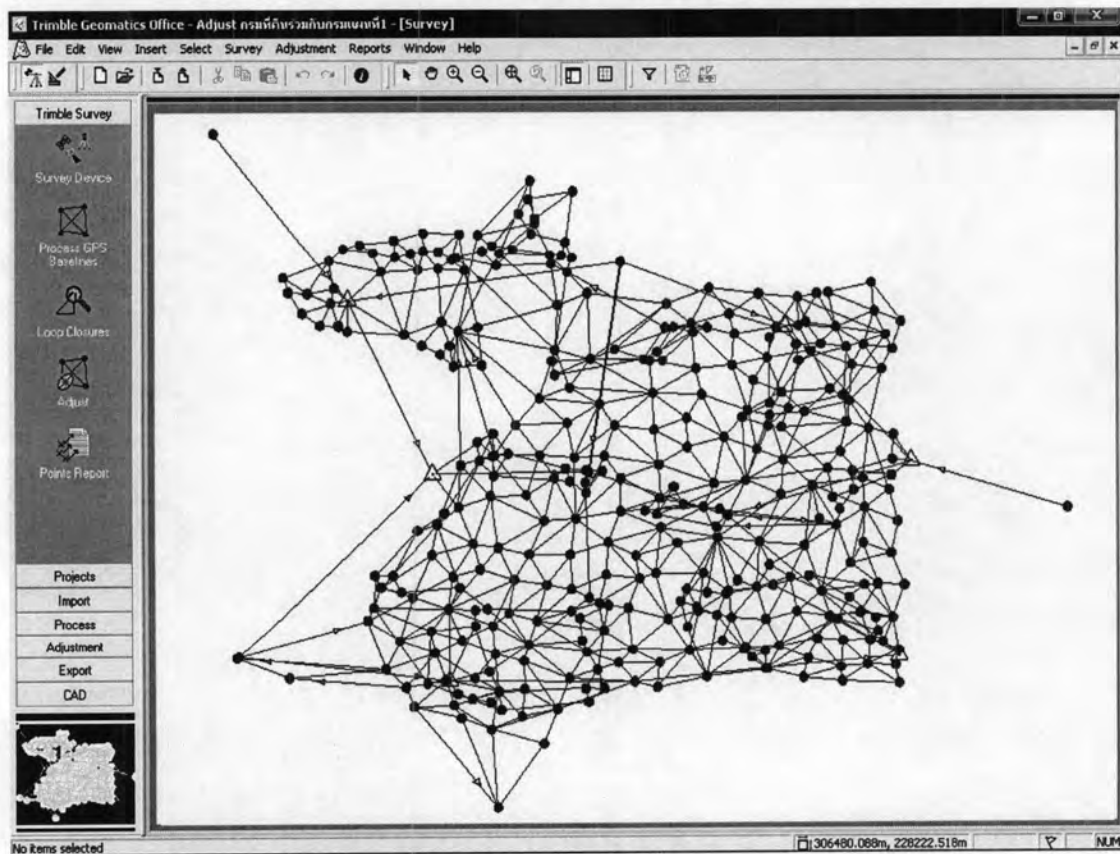 Trimble Geomatics Office - Adjust กรมที่ดินร่วมกับกรมแผนที่1 - [Survey]
File Edit View Insert Select Survey Adjustment Reports Window Help
Trimble Survey
Survey Device
Process GPS
Baselines
Loop Closures
Adjust
Points Report
Projects
Import
Process
Adjustment
Export
CAD
No items selected
306480.088m, 228222.518m
NUM